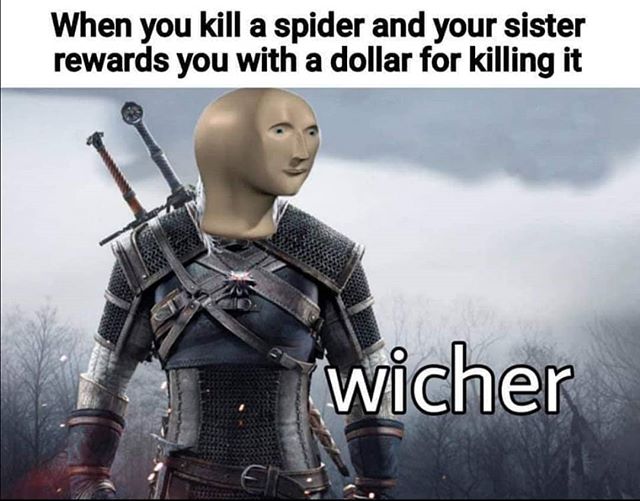 When you kill a spider and your sister
rewards you with a dollar for killing it
wicher